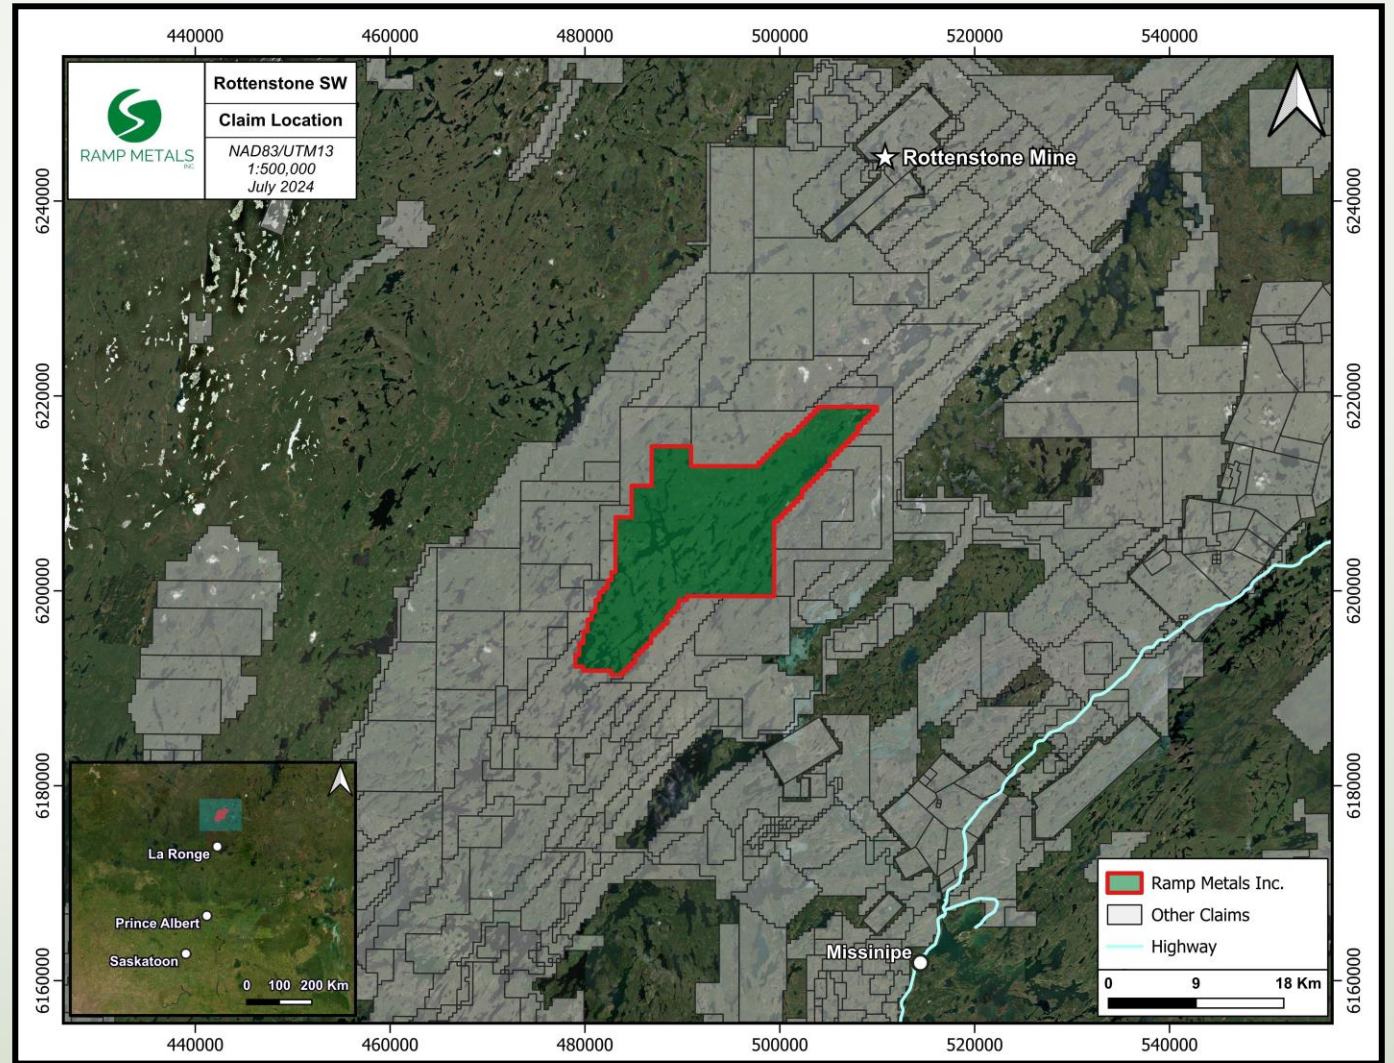 440000
460000
480000
500000
520000
540000
RAMP METALS
INC
Rottenstone SW
Claim Location
NAD83/UTM13
1:500,000
July 2024
6240000
6220000
6200000
6180000
6160000
Rottenstone Mine
Missinipe
La Ronge
Prince Albert
Saskatoon
0 100 200 Km
Ramp Metals Inc.
Other Claims
Highway
0 9 18 Km
6240000
6220000
6200000
6180000
6160000
440000
460000
480000
500000
520000
540000